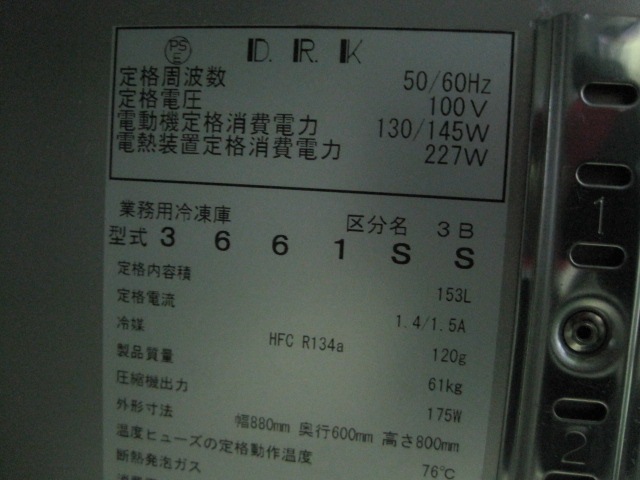 PS E D. R. K
定格周波数 50/60Hz
定格電圧 100V
電動機定格消費電力 130/145W
電熱装置定格消費電力 227W
業務用冷凍庫 区分名 3B
型式 3661SS
定格内容積 153L
定格電流 1.4/1.5A
冷媒 HFC R134a 120g
製品質量 61kg
圧縮機出力 175W
外形寸法 幅880mm 奥行600mm 高さ800mm
温度ヒューズの定格動作温度 76℃
断熱発泡ガス
1
2